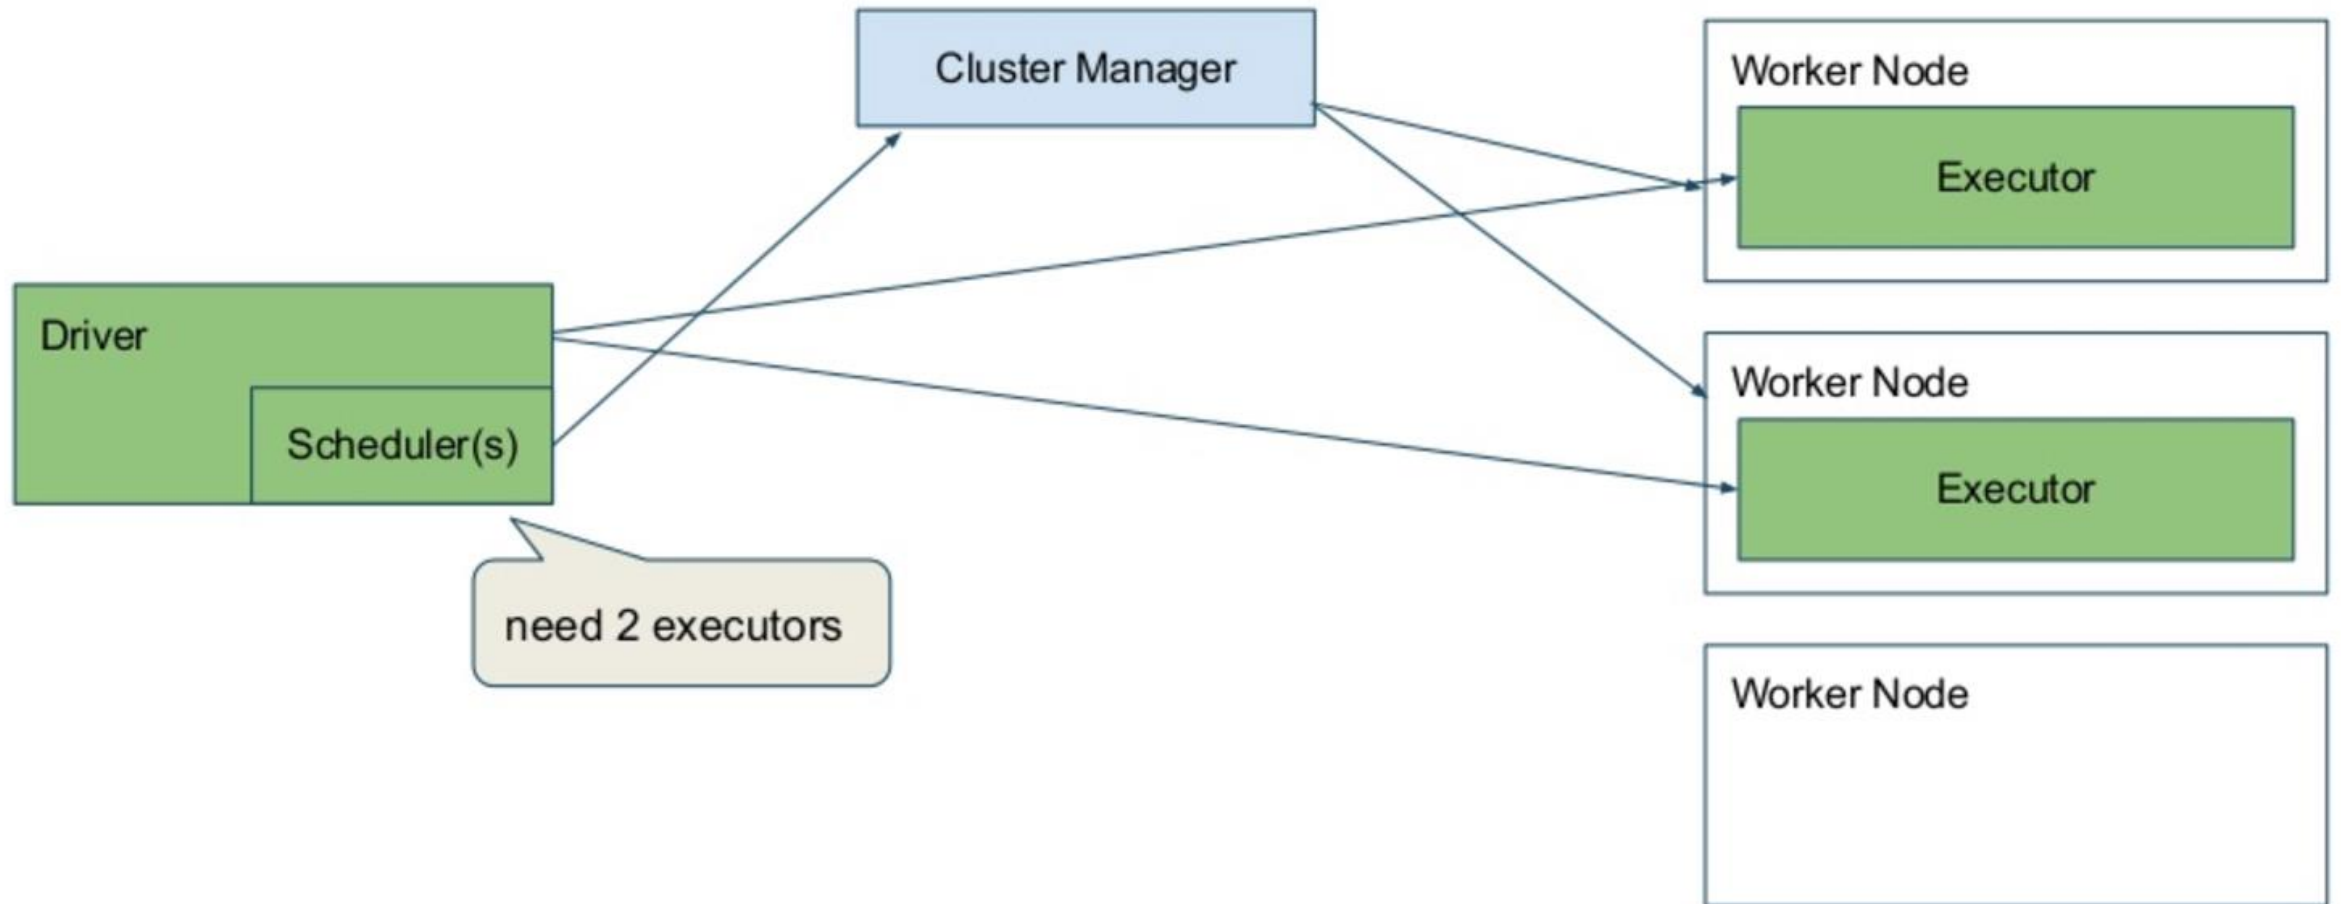 Cluster Manager
Worker Node
Executor
Driver
Scheduler(s)
Worker Node
Executor
need 2 executors
Worker Node